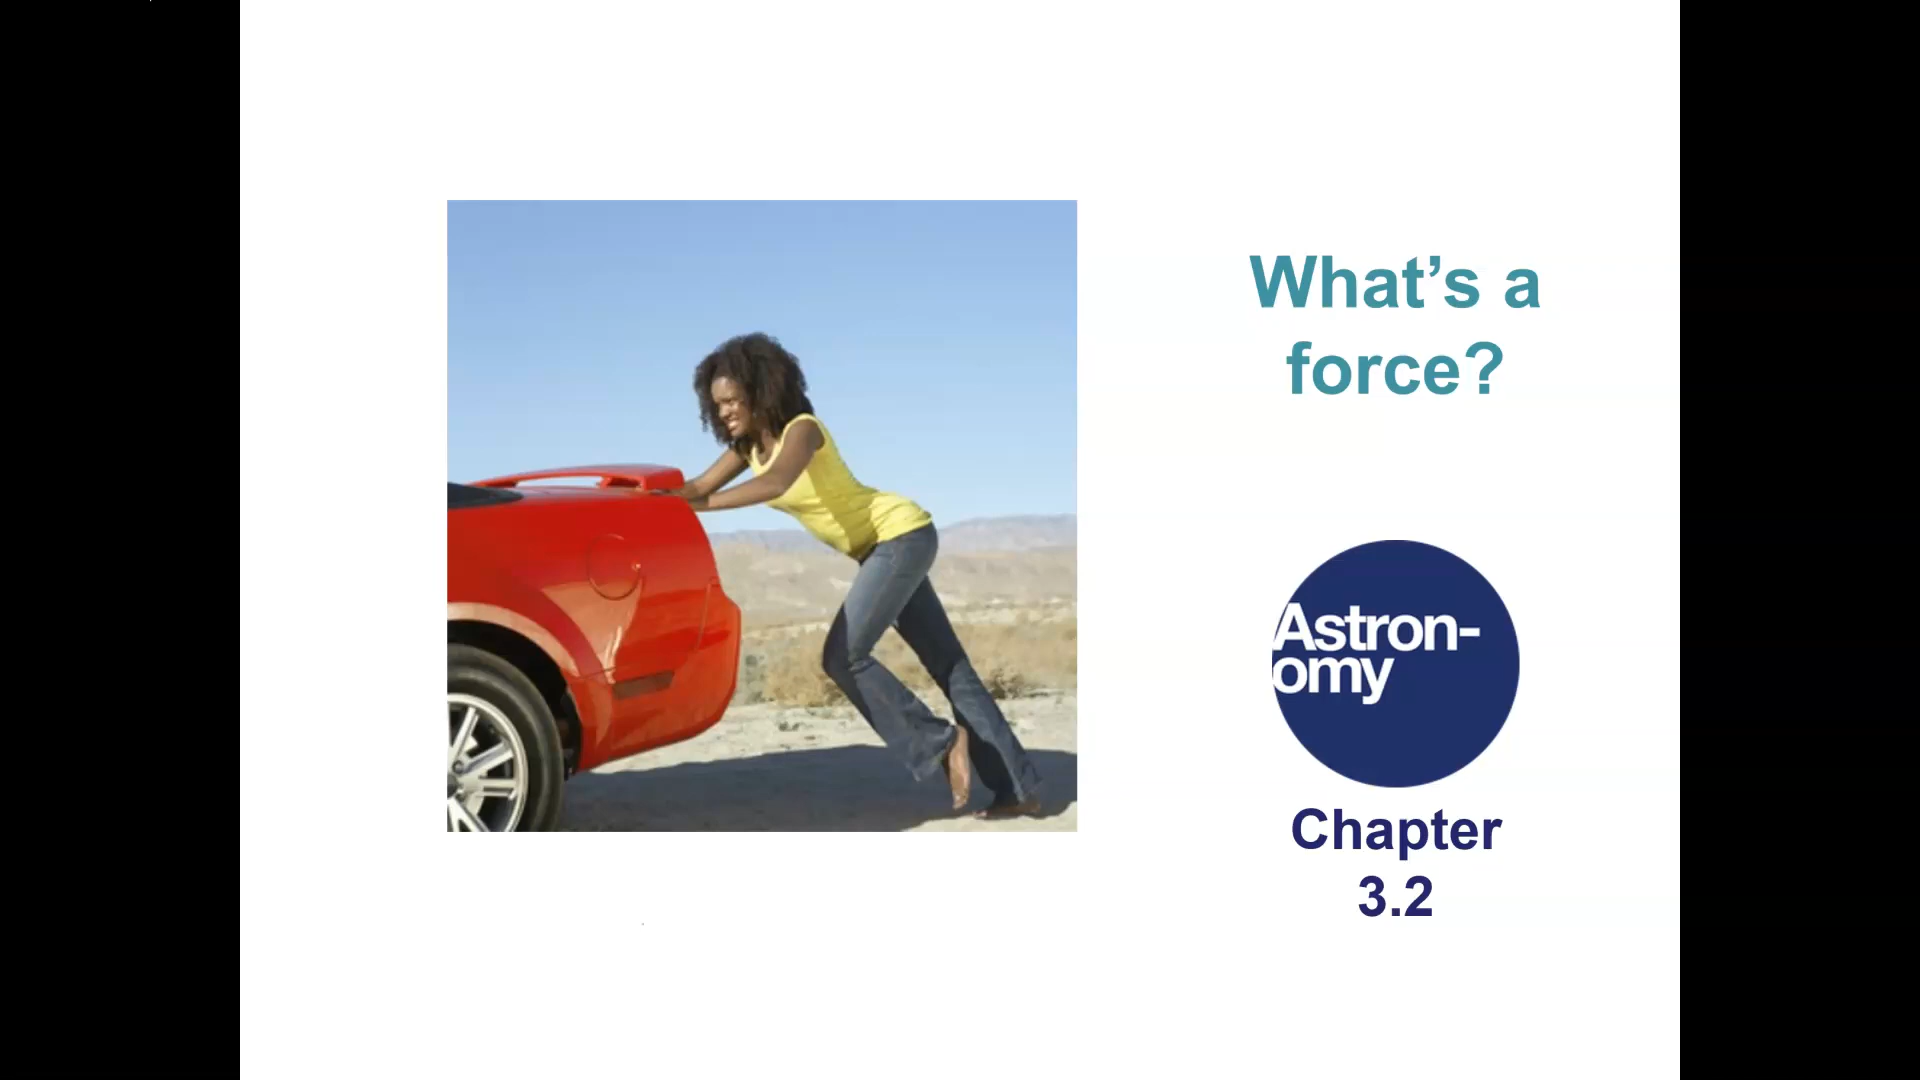 What’s a
force?
Astron-
omy
Chapter
3.2